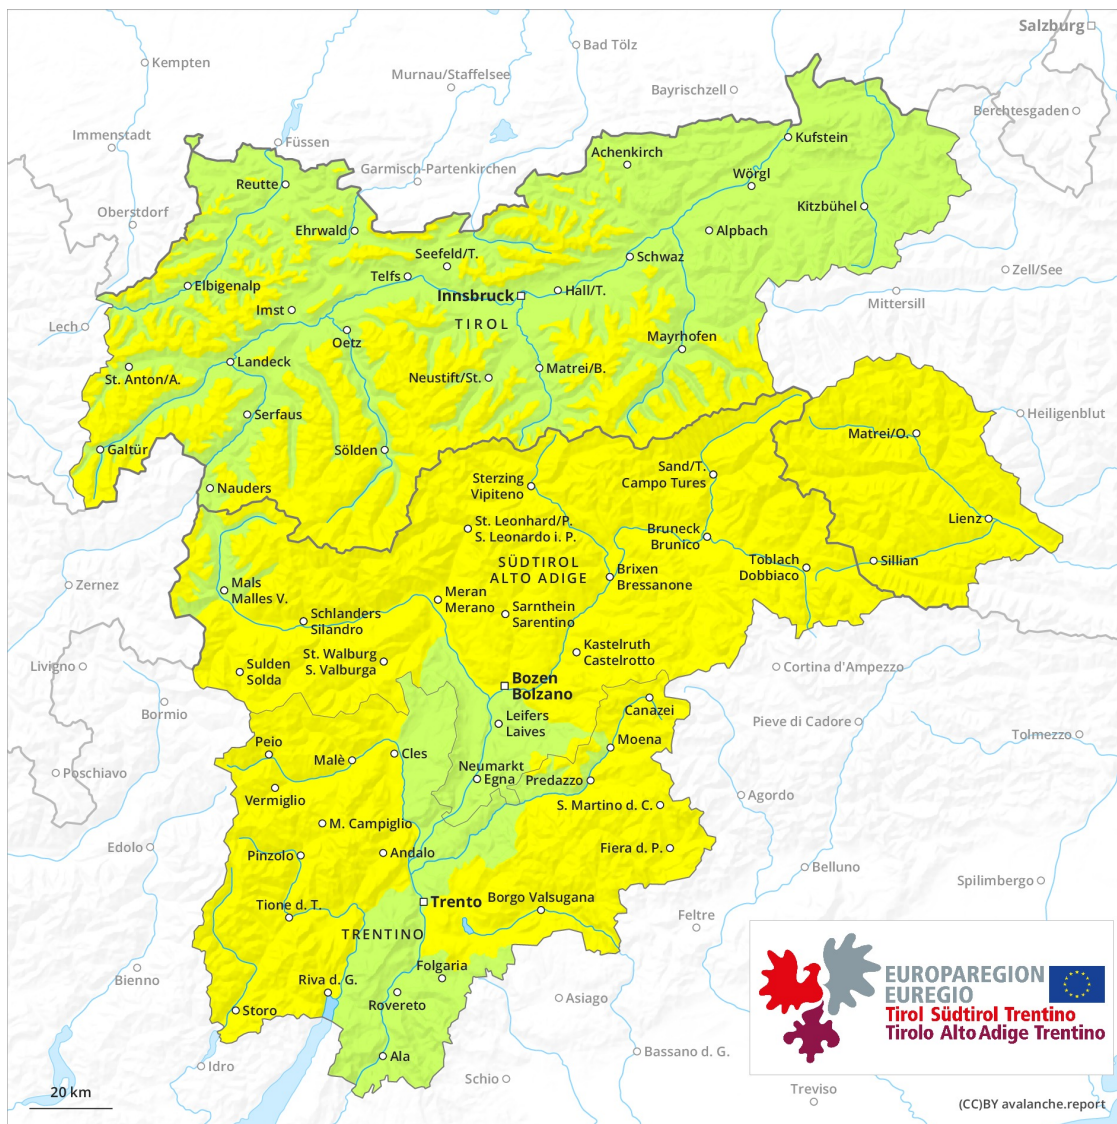 Salzburg
Bad Tölz
Kempten
Murnau/Staffelsee
Bayrischzell
Berchtesgaden
Immenstadt
Füssen
Kufstein
Achenkirch
Garmisch-Partenkirchen
Wörgl
Reutte
Kitzbühel
Oberstdorf
Ehrwald
Alpbach
Seefeld/T.
Schwaz
Zell/See
Telfs
Elbigenalp
Innsbruck
Hall/T.
Mittersill
Imst
TIROL
Lech
Oetz
Mayrhofen
Landeck
Matrei/B.
St. Anton/A.
Neustift/St.
Serfaus
Heiligenblut
Matrei/O.
Galtür
Sölden
Sand/T.
Campo Tures
Sterzing
Vipiteno
Nauders
Lienz
St. Leonhard/P.
S. Leonardo i. P.
Bruneck
Brunico
SÜDTIROL
ALTO ADIGE
Toblach
Dobbiaco
Sillian
Brixen
Bressanone
Zernez
Mals
Malles V.
Meran
Merano
Sarnthein
Sarentino
Schlanders
Silandro
Kastelruth
Castelrotto
St. Walburg
S. Valburga
Livigno
Sulden
Solda
Cortina d'Ampezzo
Bozen
Bolzano
Bormio
Canazei
Leifers
Laives
Pieve di Cadore
Tolmezzo
Peio
Moena
Cles
Malè
Poschiavo
Neumarkt
Egna
Predazzo
Vermiglio
Agordo
S. Martino d. C.
M. Campiglio
Edolo
Pinzolo
Andalo
Fiera d. P.
Belluno
Spilimbergo
Trento
Borgo Valsugana
Tione d. T.
Feltre
TRENTINO
Folgaria
Bienno
Riva d. G.
Rovereto
Asiago
Storo
EUROPAREGION
EUREGIO
Tirol Südtirol Trentino
Tirolo Alto Adige Trentino
Ala
Bassano d. G.
Idro
Schio
Treviso
20 km
(CC)BY avalanche.report